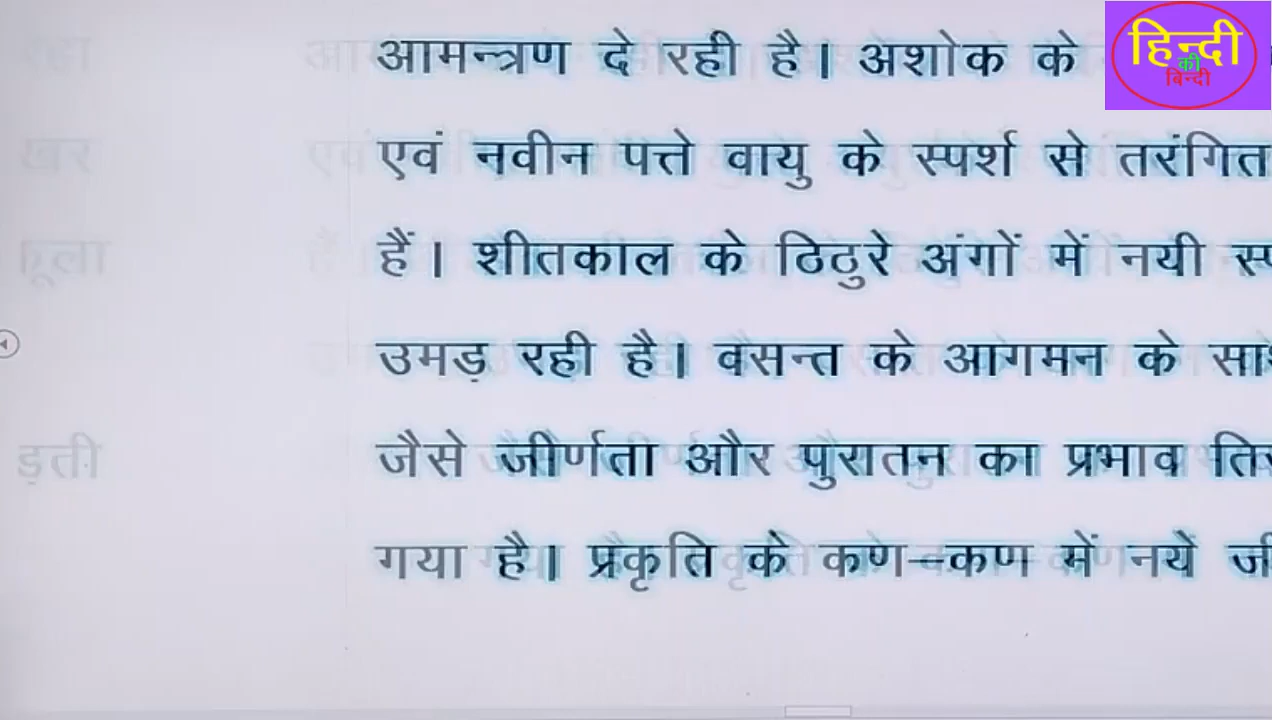 आमन्त्रण दे रही है। अशोक के
एवं नवीन पत्ते वायु के स्पर्श से तरंगित
हैं। शीतकाल के ठिठुरे अंगों में नयी
उमड़ रही है। वसन्त के आगमन के
जैसे जीर्णता और पुरातन का प्रभाव
गया है। प्रकृति के कण–कण में नये
हिन्दी
की
बिन्दी